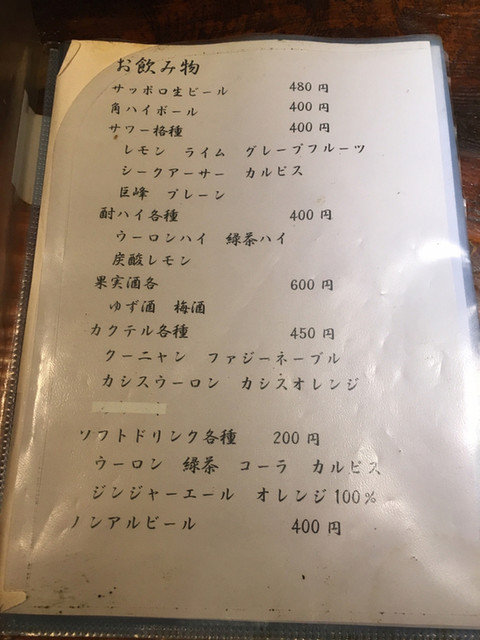 お飲み物
サッポロ生ビール 480円
角ハイボール 400円
サワー格種 400円
レモン ライム グレープフルーツ
シークアーサー カルピス
巨峰 プレーン
酎ハイ各種 400円
ウーロンハイ 緑茶ハイ
炭酸レモン
果実酒各 600円
ゆず酒 梅酒
カクテル各種 450円
クーニャン ファジーネーブル
カシスウーロン カシスオレンジ
ソフトドリンク各種 200円
ウーロン 緑茶 コーラ カルピス
ジンジャーエール オレンジ100%
ノンアルビール 400円